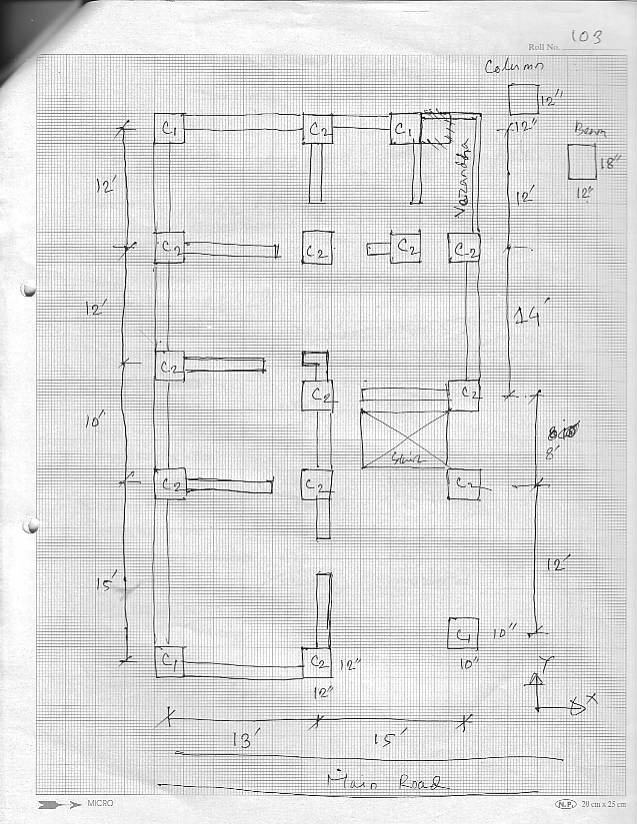 Roll No. 103
Column
12"
12"
Beam
18"
12"
C1 C2 C1
Varandha
12' 12'
C2 C2 C2 C2
12' 14'
C2
C2 C2
10' 8'
Stair
C2 C2 C2
12'
15'
C1 10"
10"
C1 C2 12"
12"
Y
X
13' 15'
Main Road
MICRO N.P. 20 cm x 25 cm